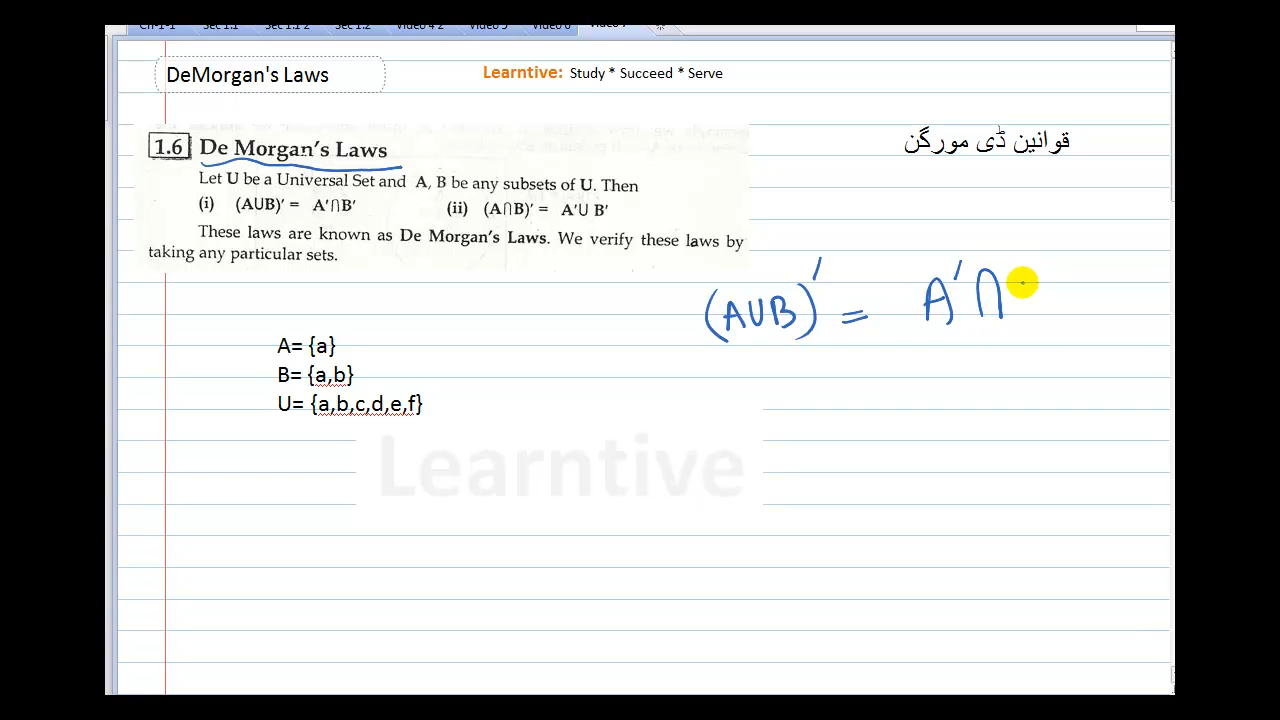 DeMorgan's Laws
Learntive: Study * Succeed * Serve
قوانین ڈی مورگن
1.6 De Morgan's Laws
Let U be a Universal Set and A, B be any subsets of U. Then
(i) (A∪B)′ = A′∩B′ (ii) (A∩B)′ = A′∪ B′
These laws are known as De Morgan's Laws. We verify these laws by
taking any particular sets.
(A∪B)′ = A′ ∩
A= {a}
B= {a,b}
U= {a,b,c,d,e,f}
Learntive